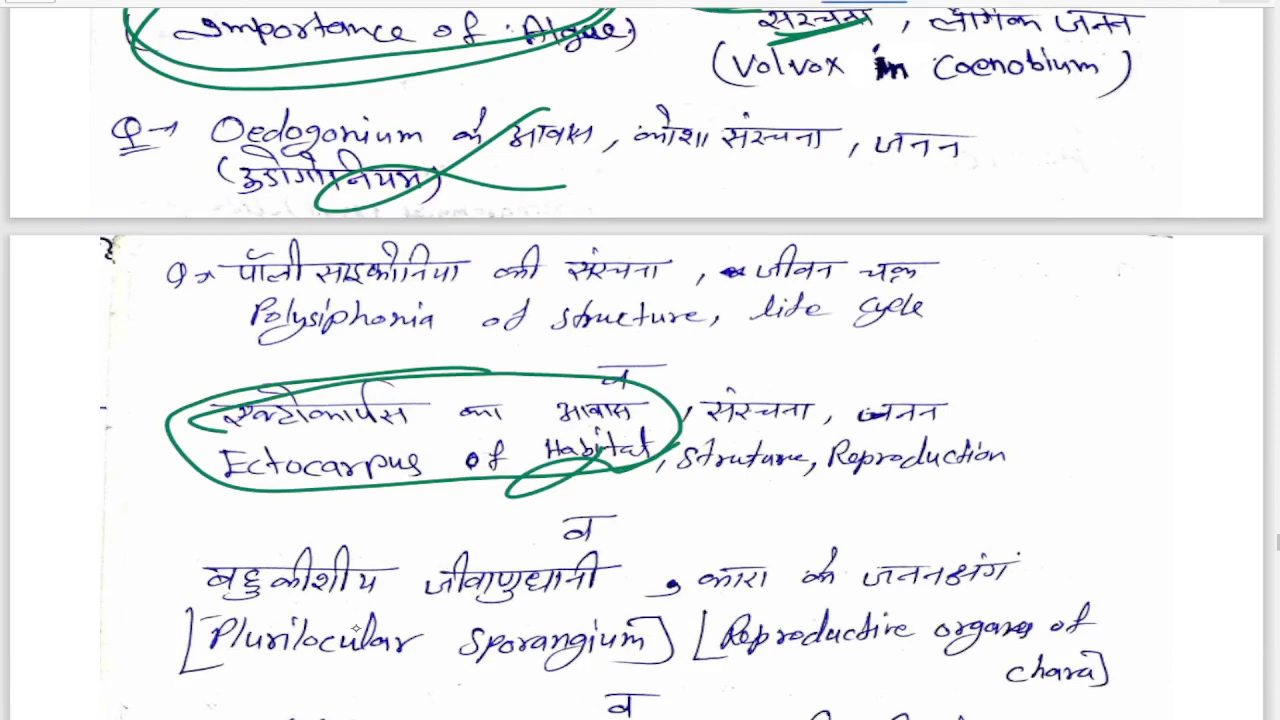 Importance of Algae)
संरचना , लैंगिक जनन
(Volvox in Coenobium)
Q→ Oedogonium के आवास , कोशा संरचना , जनन
(ऊडोगोनियम)
Q→ पॉलीसाइफोनिया की संरचना , जीवन चक्र
Polysiphonia of structure, life cycle
व
एक्टोकार्पस का आवास , संरचना , जनन
Ectocarpus of Habitat, Struture, Reproduction
व
बहुकोशीय जीवाणुधानी , कारा के जननअंग
[Plurilocular Sporangium] [Reproductive organs of
chara]
व